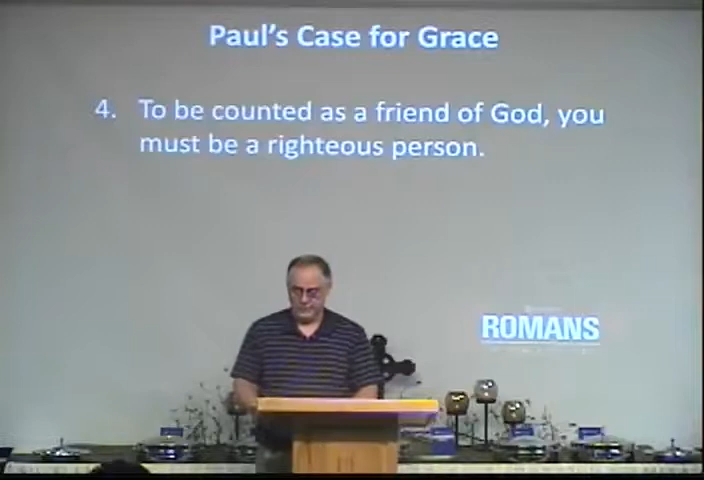 Paul's Case for Grace
4. To be counted as a friend of God, you
must be a righteous person.
ROMANS